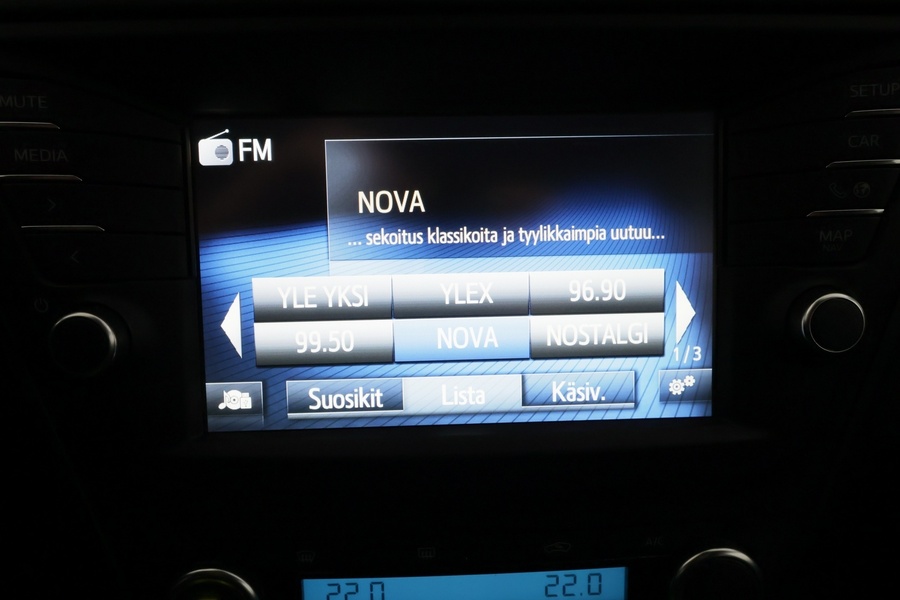 MUTE
MEDIA
SETUP
CAR
MAP
FM
NOVA
... sekoitus klassikoita ja tyylikkaimpia uutuu...
YLE YKSI YLEX 96.90
99.50 NOVA NOSTALGI
1/3
Suosikit Lista Käsiv.
22.0 22.0